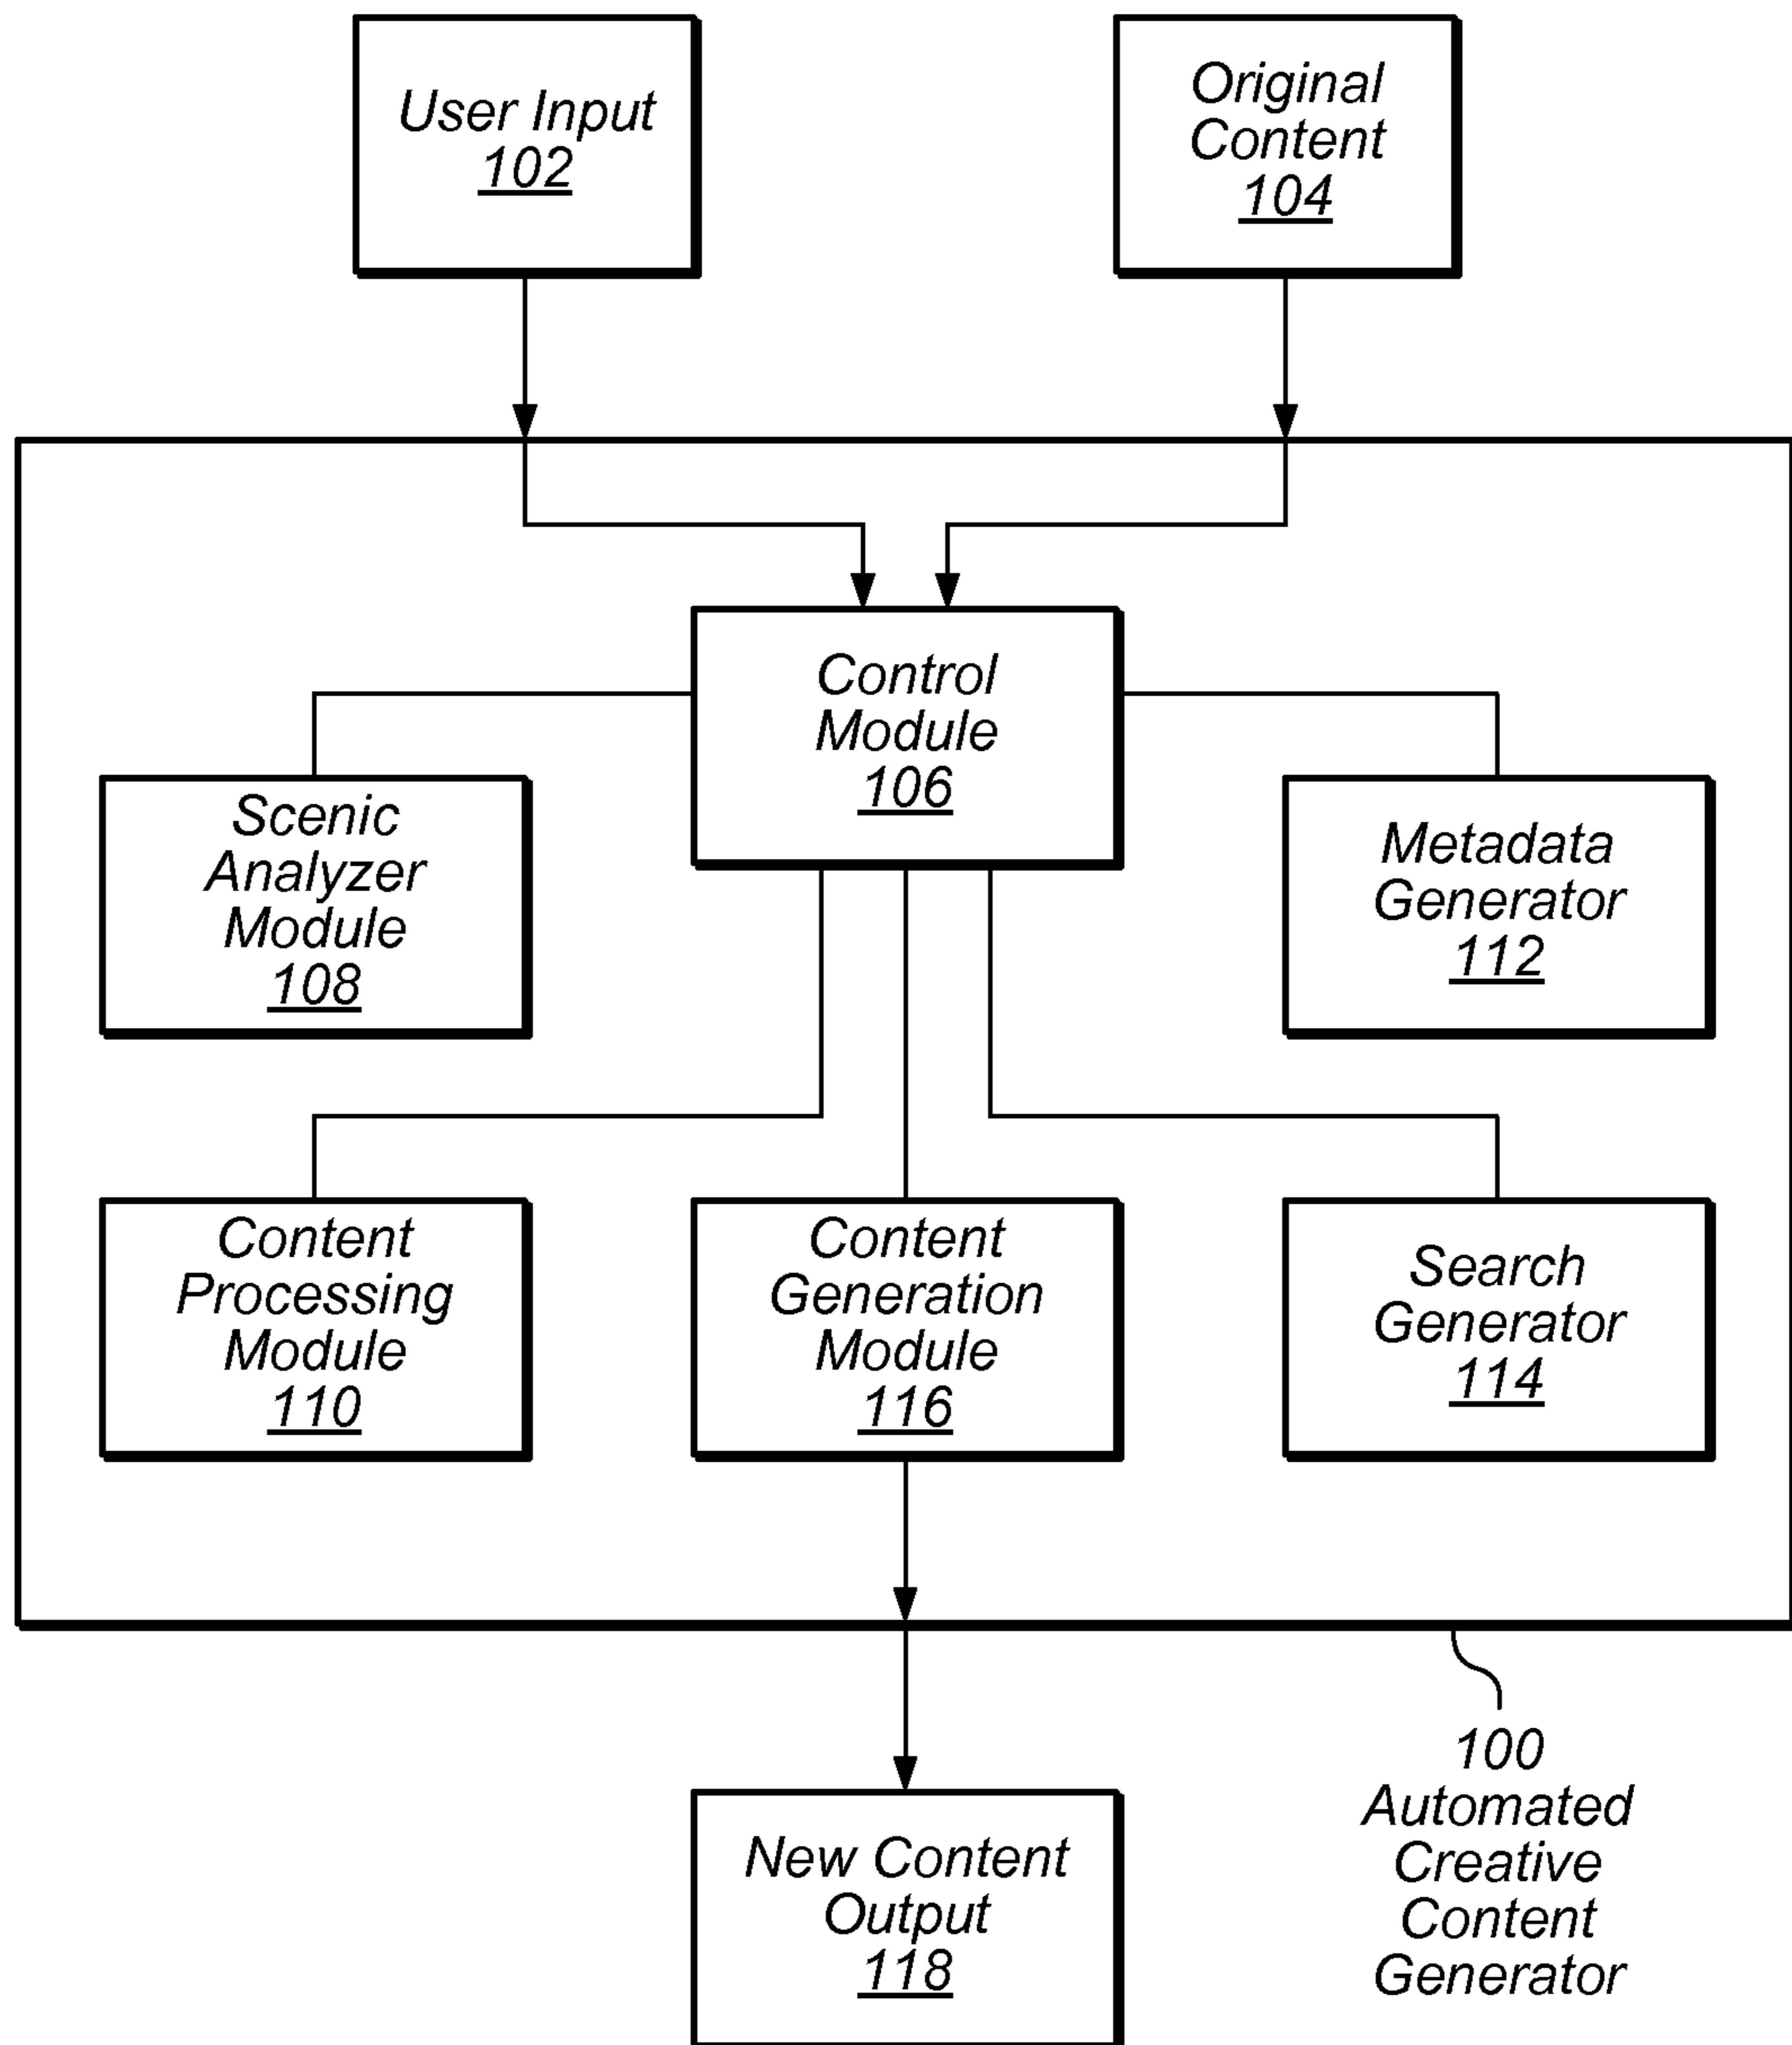 User Input
102
Original
Content
104
Control
Module
106
Scenic
Analyzer
Module
108
Metadata
Generator
112
Content
Processing
Module
110
Content
Generation
Module
116
Search
Generator
114
100
Automated
Creative
Content
Generator
New Content
Output
118